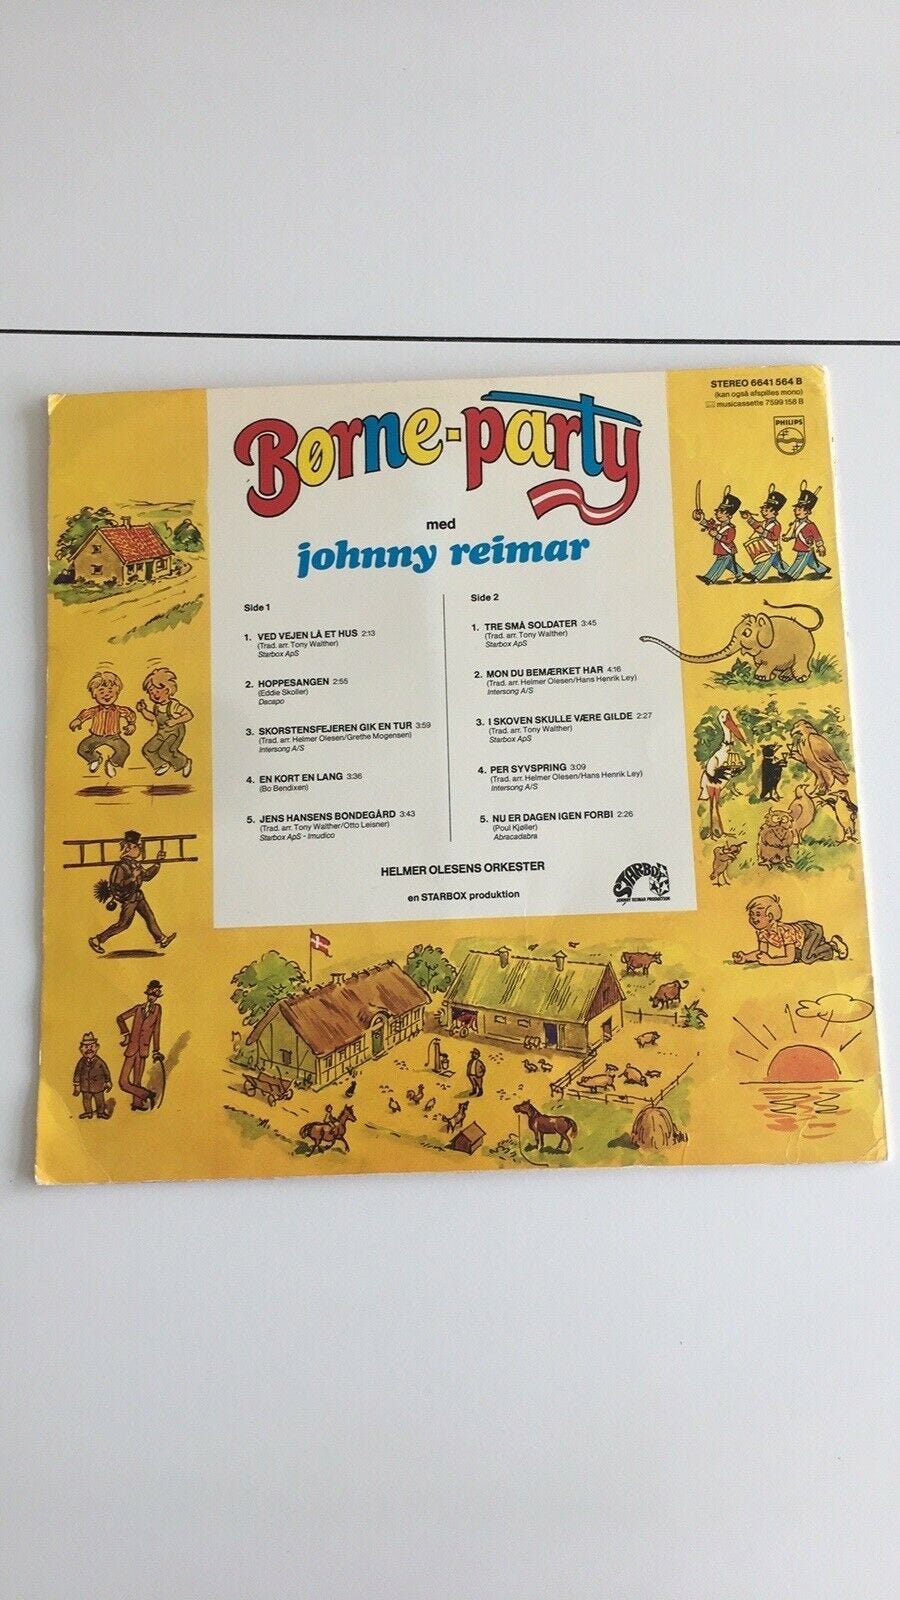 STEREO 6641 564 B
(kan også afspilles mono)
musicassette 7599 158 B
PHILIPS
Børne-party
med
johnny reimar
Side 1
1. VED VEJEN LÅ ET HUS 2:13
(Trad. arr. Tony Walther)
Starbox ApS
2. HOPPESANGEN 2:55
(Eddie Skoller)
Dacapo
3. SKORSTENSFEJEREN GIK EN TUR 3:59
(Trad. arr. Helmer Olesen/Grethe Mogensen)
Intersong A/S
4. EN KORT EN LANG 3:36
(Bo Bendixen)
5. JENS HANSENS BONDEGÅRD 3:43
(Trad. arr. Tony Walther/Otto Leisner)
Starbox ApS - Imudico
Side 2
1. TRE SMÅ SOLDATER 3:45
(Trad. arr. Tony Walther)
Starbox ApS
2. MON DU BEMÆRKET HAR 4:16
(Trad. arr. Helmer Olesen/Hans Henrik Ley)
Intersong A/S
3. I SKOVEN SKULLE VÆRE GILDE 2:27
(Trad. arr. Tony Walther)
Starbox ApS
4. PER SYVSPRING 3:09
(Trad. arr. Helmer Olesen/Hans Henrik Ley)
Intersong A/S
5. NU ER DAGEN IGEN FORBI 2:26
(Poul Kjøller)
Abracadabra
HELMER OLESENS ORKESTER
en STARBOX produktion
STARBOX
JOHNNY REIMAR PRODUCTION